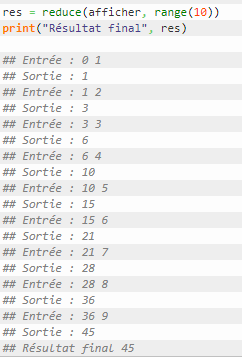 res = reduce(afficher, range(10))
print("Résultat final", res)
## Entrée : 0 1
## Sortie : 1
## Entrée : 1 2
## Sortie : 3
## Entrée : 3 3
## Sortie : 6
## Entrée : 6 4
## Sortie : 10
## Entrée : 10 5
## Sortie : 15
## Entrée : 15 6
## Sortie : 21
## Entrée : 21 7
## Sortie : 28
## Entrée : 28 8
## Sortie : 36
## Entrée : 36 9
## Sortie : 45
## Résultat final 45